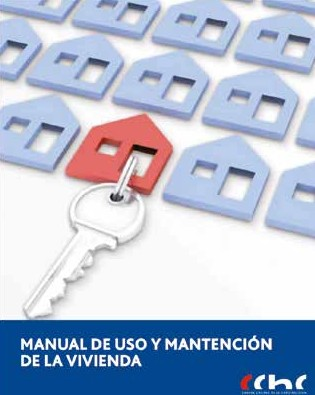 MANUAL DE USO Y MANTENCIÓN
DE LA VIVIENDA
cchc